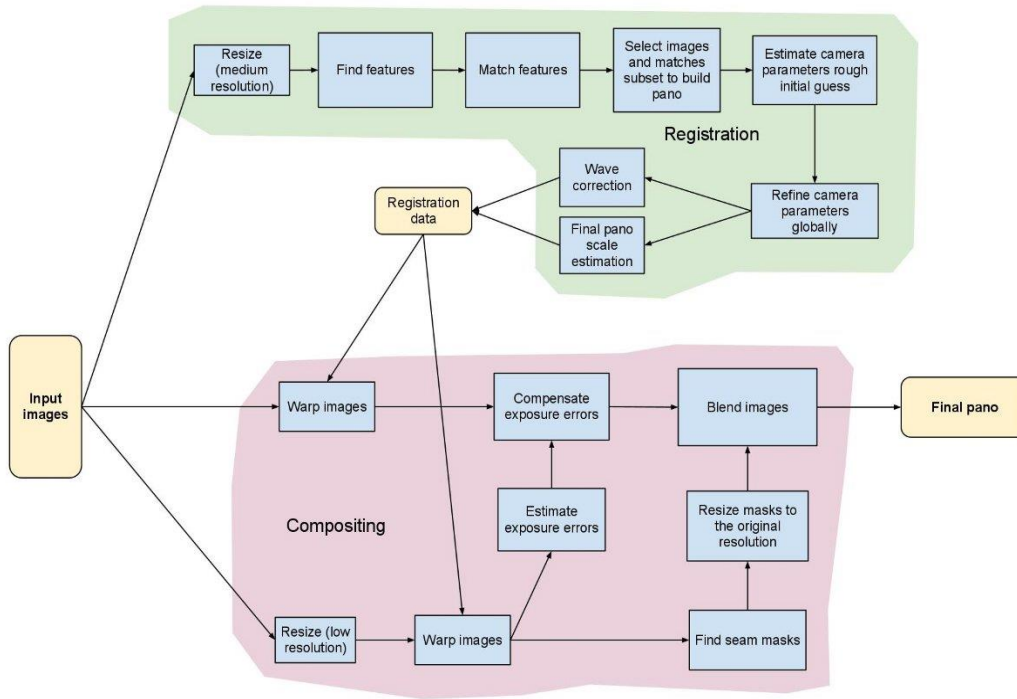 Resize
(medium
resolution)
Find features
Match features
Select images
and matches
subset to build
pano
Estimate camera
parameters rough
initial guess
Registration
Wave
correction
Refine camera
parameters
globally
Registration
data
Final pano
scale
estimation
Input
images
Warp images
Compensate
exposure errors
Blend images
Final pano
Compositing
Estimate
exposure errors
Resize masks to
the original
resolution
Resize (low
resolution)
Warp images
Find seam masks